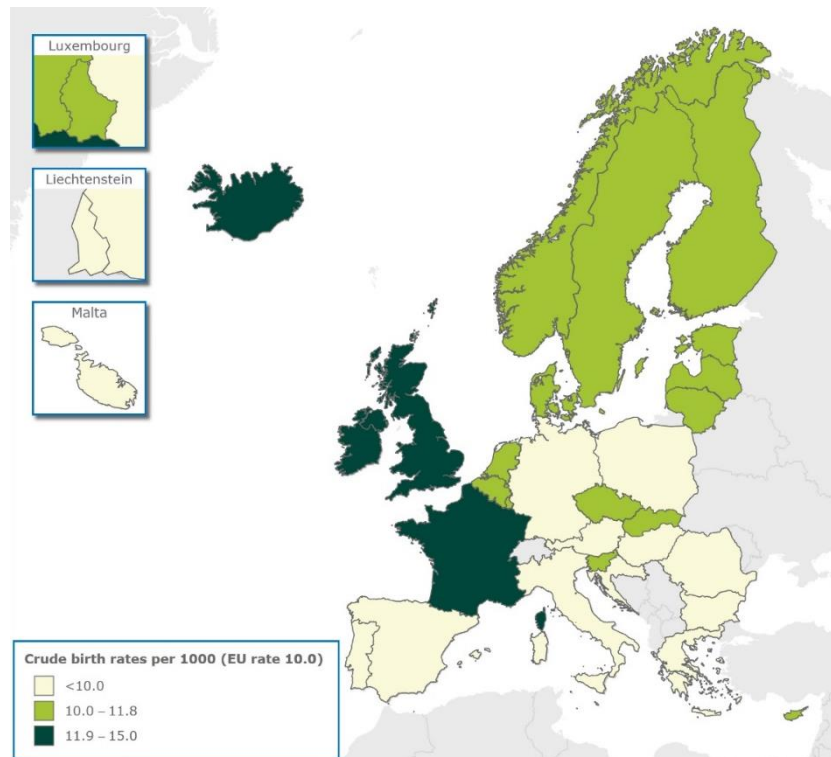 Luxembourg
Liechtenstein
Malta
Crude birth rates per 1000 (EU rate 10.0)
<10.0
10.0 – 11.8
11.9 – 15.0